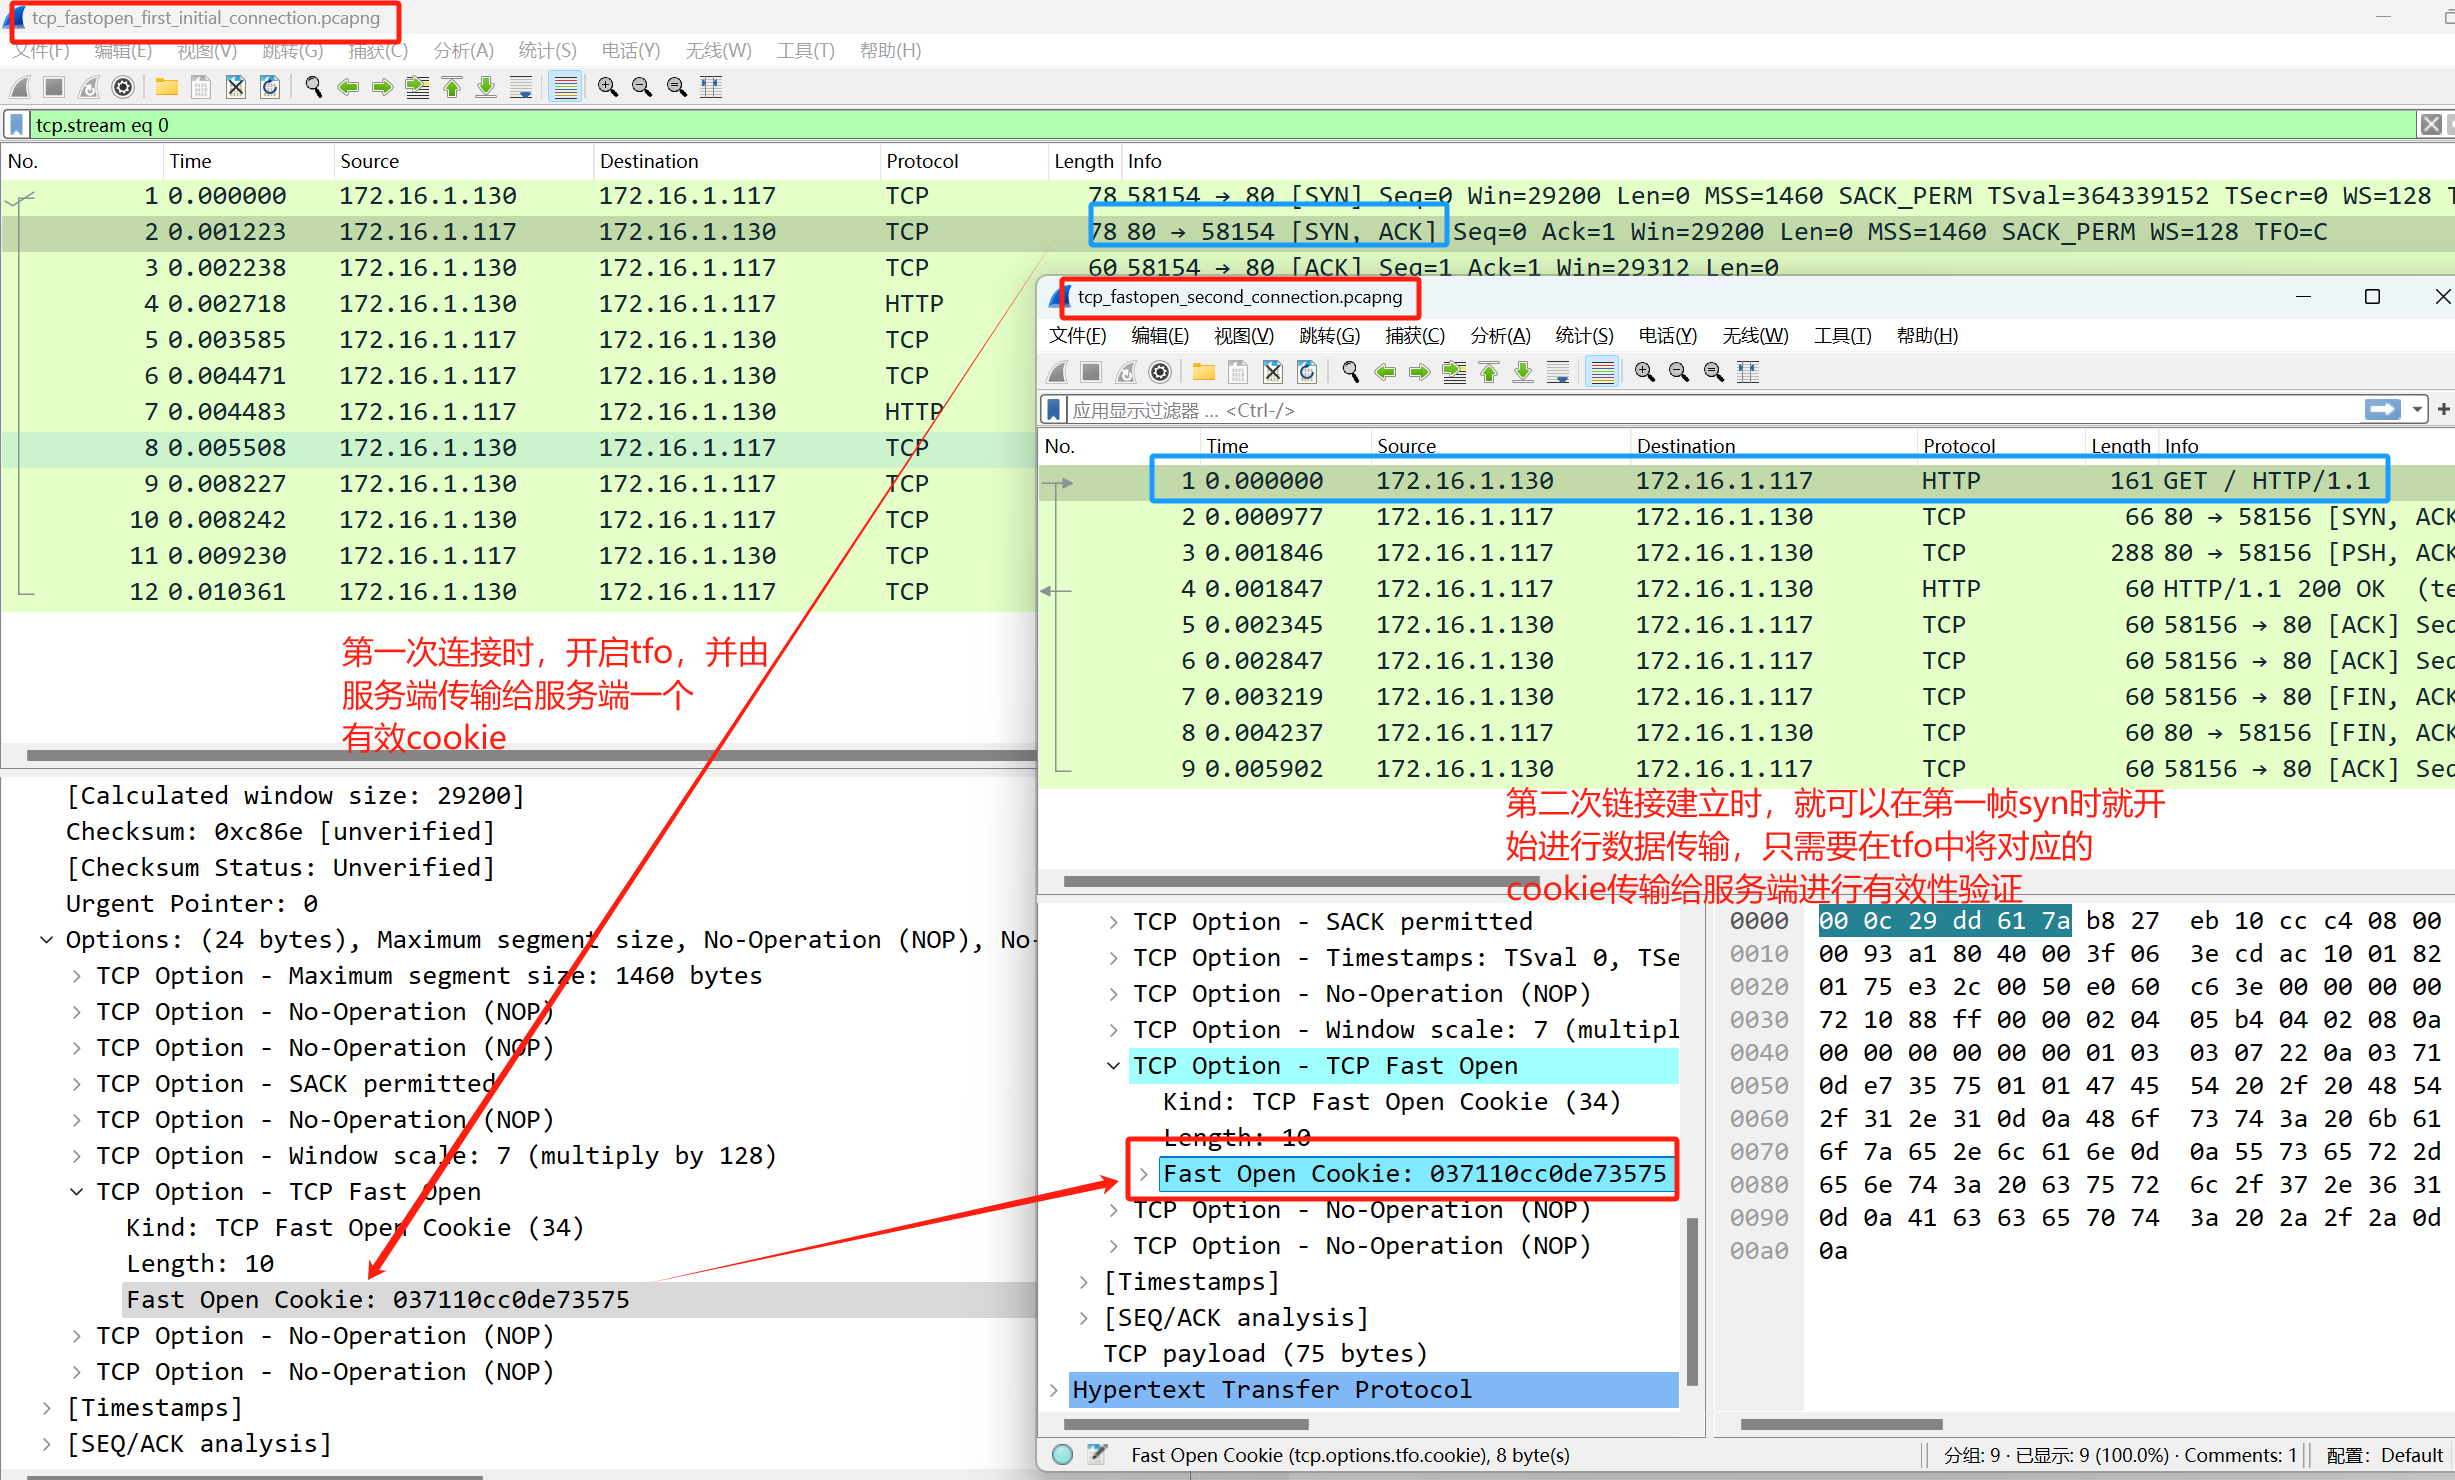 tcp_fastopen_first_initial_connection.pcapng
文件(F) 编辑(E) 视图(V) 跳转(G) 捕获(C) 分析(A) 统计(S) 电话(Y) 无线(W) 工具(T) 帮助(H)
tcp.stream eq 0
No. Time Source Destination Protocol Length Info
1 0.000000 172.16.1.130 172.16.1.117 TCP 78 58154 → 80 [SYN] Seq=0 Win=29200 Len=0 MSS=1460 SACK_PERM TSval=364339152 TSecr=0 WS=128
2 0.001223 172.16.1.117 172.16.1.130 TCP 78 80 → 58154 [SYN, ACK] Seq=0 Ack=1 Win=29200 Len=0 MSS=1460 SACK_PERM WS=128 TFO=C
3 0.002238 172.16.1.130 172.16.1.117 TCP 60 58154 → 80 [ACK] Seq=1 Ack=1 Win=29312 Len=0
4 0.002718 172.16.1.130 172.16.1.117 HTTP
5 0.003585 172.16.1.117 172.16.1.130 TCP
6 0.004471 172.16.1.117 172.16.1.130 TCP
7 0.004483 172.16.1.117 172.16.1.130 HTTP
8 0.005508 172.16.1.130 172.16.1.117 TCP
9 0.008227 172.16.1.130 172.16.1.117 TCP
10 0.008242 172.16.1.130 172.16.1.117 TCP
11 0.009230 172.16.1.117 172.16.1.130 TCP
12 0.010361 172.16.1.130 172.16.1.117 TCP
第一次连接时，开启tfo，并由
服务端传输给服务端一个
有效cookie
[Calculated window size: 29200]
Checksum: 0xc86e [unverified]
[Checksum Status: Unverified]
Urgent Pointer: 0
Options: (24 bytes), Maximum segment size, No-Operation (NOP), No-
TCP Option - Maximum segment size: 1460 bytes
TCP Option - No-Operation (NOP)
TCP Option - No-Operation (NOP)
TCP Option - SACK permitted
TCP Option - No-Operation (NOP)
TCP Option - Window scale: 7 (multiply by 128)
TCP Option - TCP Fast Open
Kind: TCP Fast Open Cookie (34)
Length: 10
Fast Open Cookie: 037110cc0de73575
TCP Option - No-Operation (NOP)
TCP Option - No-Operation (NOP)
[Timestamps]
[SEQ/ACK analysis]
tcp_fastopen_second_connection.pcapng
文件(F) 编辑(E) 视图(V) 跳转(G) 捕获(C) 分析(A) 统计(S) 电话(Y) 无线(W) 工具(T) 帮助(H)
应用显示过滤器 … <Ctrl-/>
No. Time Source Destination Protocol Length Info
1 0.000000 172.16.1.130 172.16.1.117 HTTP 161 GET / HTTP/1.1
2 0.000977 172.16.1.117 172.16.1.130 TCP 66 80 → 58156 [SYN, ACK
3 0.001846 172.16.1.117 172.16.1.130 TCP 288 80 → 58156 [PSH, ACK
4 0.001847 172.16.1.117 172.16.1.130 HTTP 60 HTTP/1.1 200 OK (te
5 0.002345 172.16.1.130 172.16.1.117 TCP 60 58156 → 80 [ACK] Seq
6 0.002847 172.16.1.130 172.16.1.117 TCP 60 58156 → 80 [ACK] Seq
7 0.003219 172.16.1.130 172.16.1.117 TCP 60 58156 → 80 [FIN, ACK
8 0.004237 172.16.1.117 172.16.1.130 TCP 60 80 → 58156 [FIN, ACK
9 0.005902 172.16.1.130 172.16.1.117 TCP 60 58156 → 80 [ACK] Seq
第二次链接建立时，就可以在第一帧syn时就开
始进行数据传输，只需要在tfo中将对应的
cookie传输给服务端进行有效性验证
TCP Option - SACK permitted
TCP Option - Timestamps: TSval 0, TSe
TCP Option - No-Operation (NOP)
TCP Option - Window scale: 7 (multipl
TCP Option - TCP Fast Open
Kind: TCP Fast Open Cookie (34)
Length: 10
Fast Open Cookie: 037110cc0de73575
TCP Option - No-Operation (NOP)
TCP Option - No-Operation (NOP)
[Timestamps]
[SEQ/ACK analysis]
TCP payload (75 bytes)
Hypertext Transfer Protocol
0000 00 0c 29 dd 61 7a b8 27 eb 10 cc c4 08 00
0010 00 93 a1 80 40 00 3f 06 3e cd ac 10 01 82
0020 01 75 e3 2c 00 50 e0 60 c6 3e 00 00 00 00
0030 72 10 88 ff 00 00 02 04 05 b4 04 02 08 0a
0040 00 00 00 00 00 00 01 03 03 07 22 0a 03 71
0050 0d e7 35 75 01 01 47 45 54 20 2f 20 48 54
0060 2f 31 2e 31 0d 0a 48 6f 73 74 3a 20 6b 61
0070 6f 7a 65 2e 6c 61 6e 0d 0a 55 73 65 72 2d
0080 65 6e 74 3a 20 63 75 72 6c 2f 37 2e 36 31
0090 0d 0a 41 63 63 65 70 74 3a 20 2a 2f 2a 0d
00a0 0a
Fast Open Cookie (tcp.options.tfo.cookie), 8 byte(s)
分组: 9 · 已显示: 9 (100.0%) · Comments: 1
配置: Default